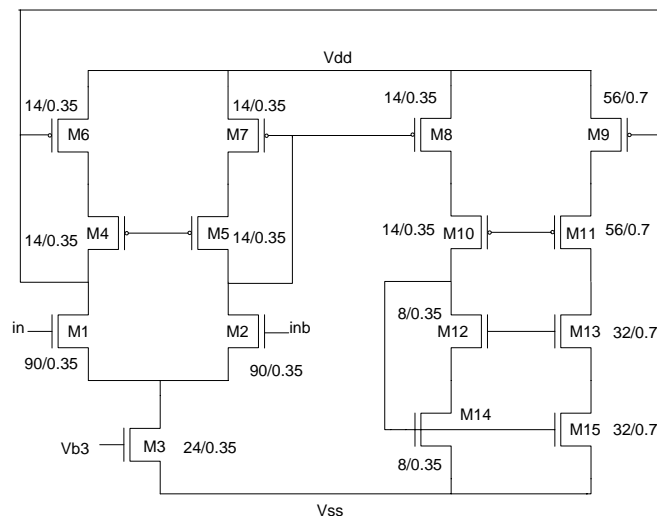 Vdd
14/0.35
14/0.35
14/0.35
56/0.7
M6
M7
M8
M9
M4
M5
M10
M11
14/0.35
14/0.35
14/0.35
56/0.7
in
M1
M2
inb
8/0.35
M12
M13
32/0.7
90/0.35
90/0.35
M14
Vb3
M3
24/0.35
M15
32/0.7
8/0.35
Vss